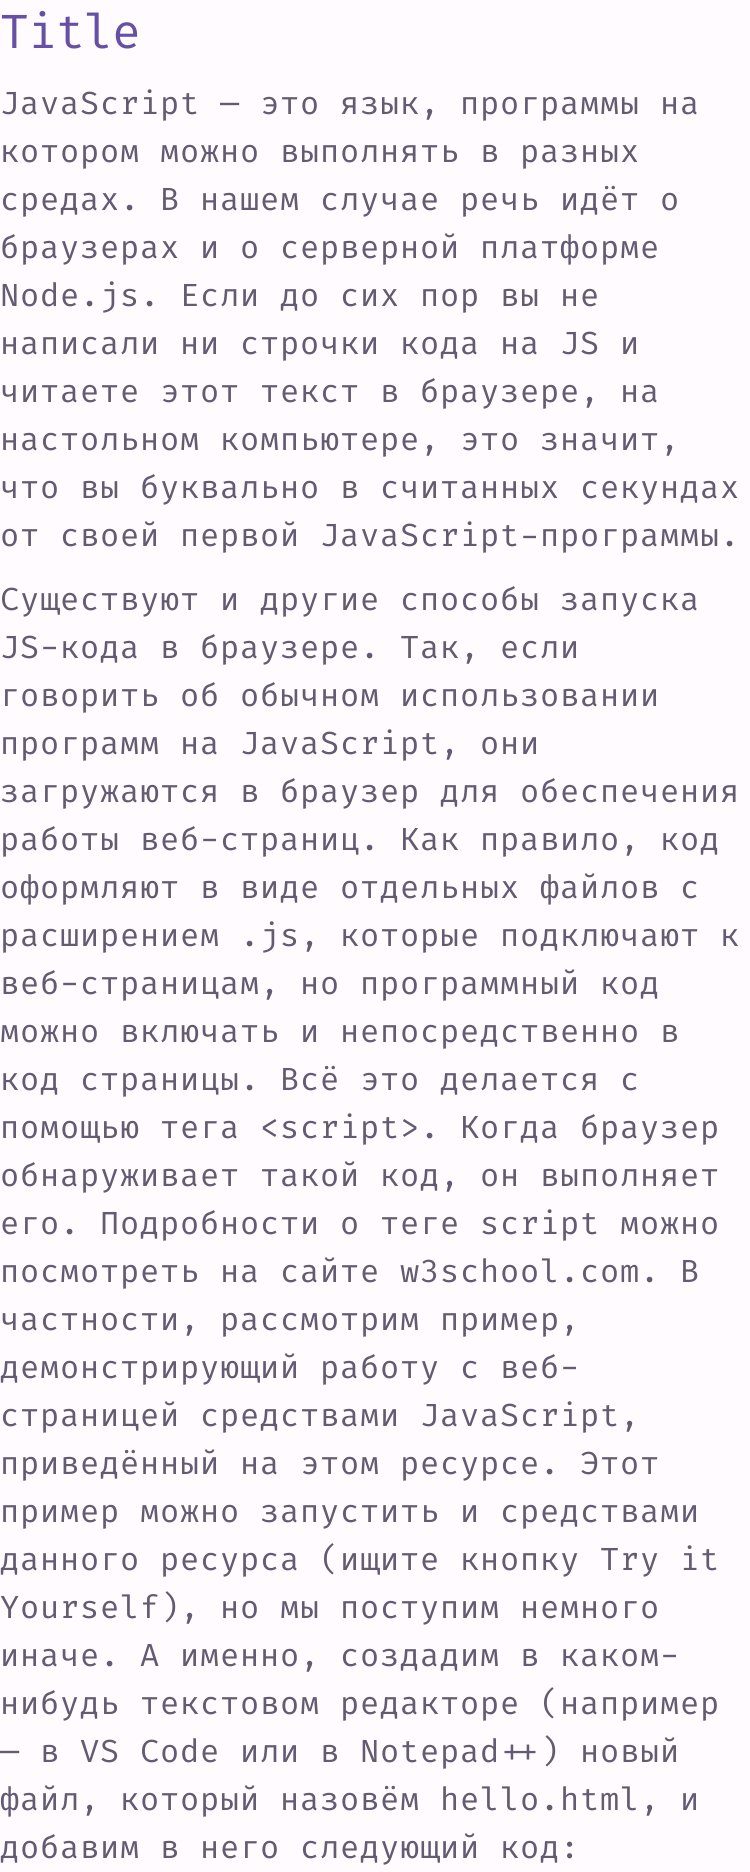 Title
JavaScript — это язык, программы на
котором можно выполнять в разных
средах. В нашем случае речь идёт о
браузерах и о серверной платформе
Node.js. Если до сих пор вы не
написали ни строчки кода на JS и
читаете этот текст в браузере, на
настольном компьютере, это значит,
что вы буквально в считанных секундах
от своей первой JavaScript-программы.
Существуют и другие способы запуска
JS-кода в браузере. Так, если
говорить об обычном использовании
программ на JavaScript, они
загружаются в браузер для обеспечения
работы веб-страниц. Как правило, код
оформляют в виде отдельных файлов с
расширением .js, которые подключают к
веб-страницам, но программный код
можно включать и непосредственно в
код страницы. Всё это делается с
помощью тега <script>. Когда браузер
обнаруживает такой код, он выполняет
его. Подробности о теге script можно
посмотреть на сайте w3school.com. В
частности, рассмотрим пример,
демонстрирующий работу с веб-
страницей средствами JavaScript,
приведённый на этом ресурсе. Этот
пример можно запустить и средствами
данного ресурса (ищите кнопку Try it
Yourself), но мы поступим немного
иначе. А именно, создадим в каком-
нибудь текстовом редакторе (например
— в VS Code или в Notepad++) новый
файл, который назовём hello.html, и
добавим в него следующий код: